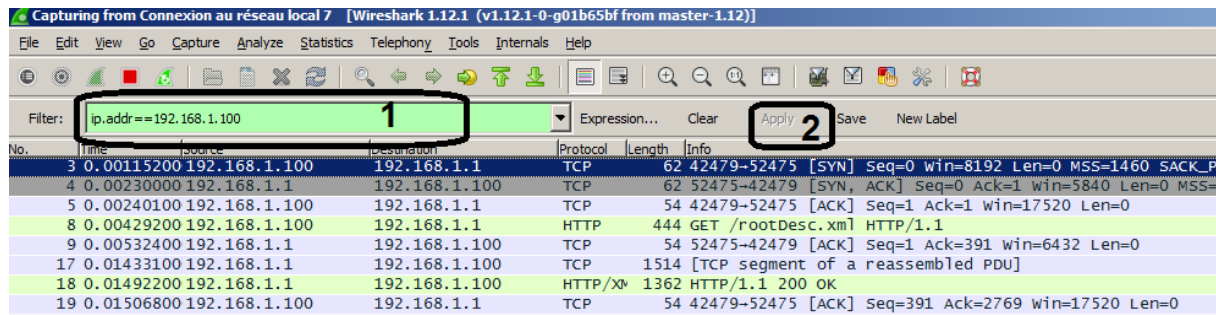 Capturing from Connexion au réseau local 7 [Wireshark 1.12.1 (v1.12.1-0-g01b65bf from master-1.12)]
File Edit View Go Capture Analyze Statistics Telephony Tools Internals Help
Filter: ip.addr==192.168.1.100 1 Expression... Clear Apply 2 Save New Label
No. Time Source Destination Protocol Length Info
3 0.00115200 192.168.1.100 192.168.1.1 TCP 62 42479→52475 [SYN] Seq=0 Win=8192 Len=0 MSS=1460 SACK_P
4 0.00230000 192.168.1.1 192.168.1.100 TCP 62 52475→42479 [SYN, ACK] Seq=0 Ack=1 Win=5840 Len=0 MSS=
5 0.00240100 192.168.1.100 192.168.1.1 TCP 54 42479→52475 [ACK] Seq=1 Ack=1 Win=17520 Len=0
8 0.00429200 192.168.1.100 192.168.1.1 HTTP 444 GET /rootDesc.xml HTTP/1.1
9 0.00532400 192.168.1.1 192.168.1.100 TCP 54 52475→42479 [ACK] Seq=1 Ack=391 Win=6432 Len=0
17 0.01433100 192.168.1.1 192.168.1.100 TCP 1514 [TCP segment of a reassembled PDU]
18 0.01492200 192.168.1.1 192.168.1.100 HTTP/XM 1362 HTTP/1.1 200 OK
19 0.01506800 192.168.1.100 192.168.1.1 TCP 54 42479→52475 [ACK] Seq=391 Ack=2769 Win=17520 Len=0